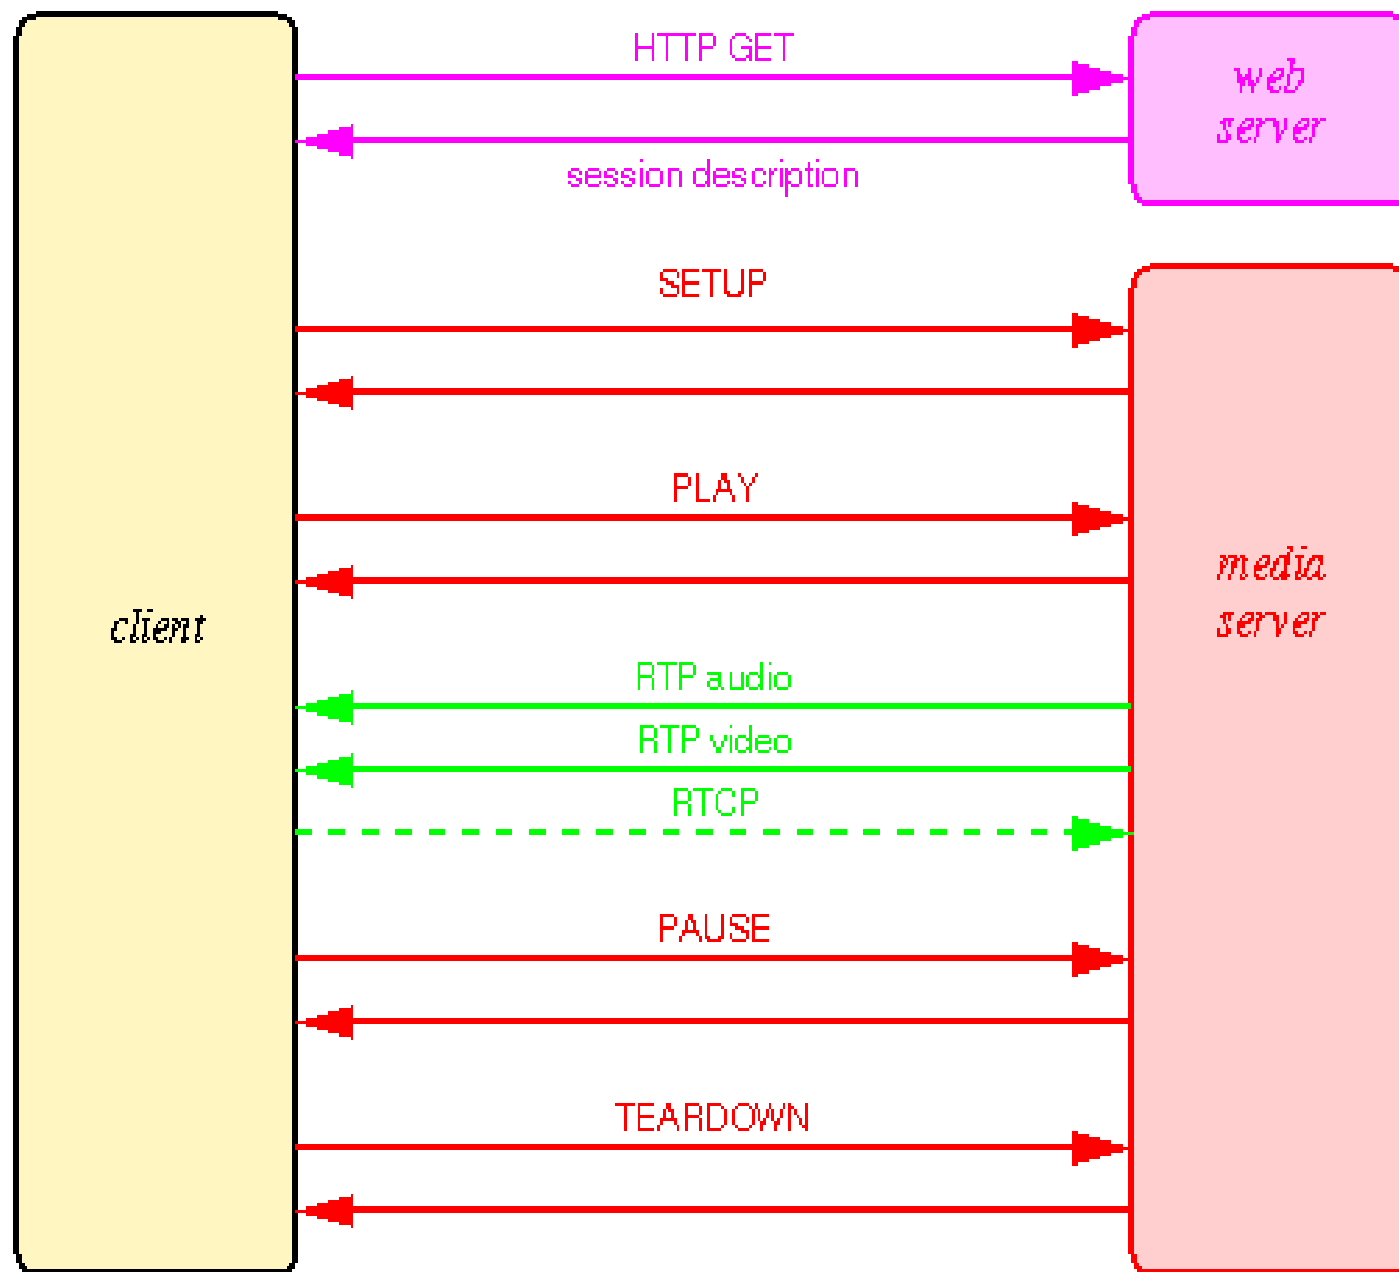 HTTP GET
web
server
session description
SETUP
PLAY
media
server
client
RTP audio
RTP video
RTCP
PAUSE
TEARDOWN